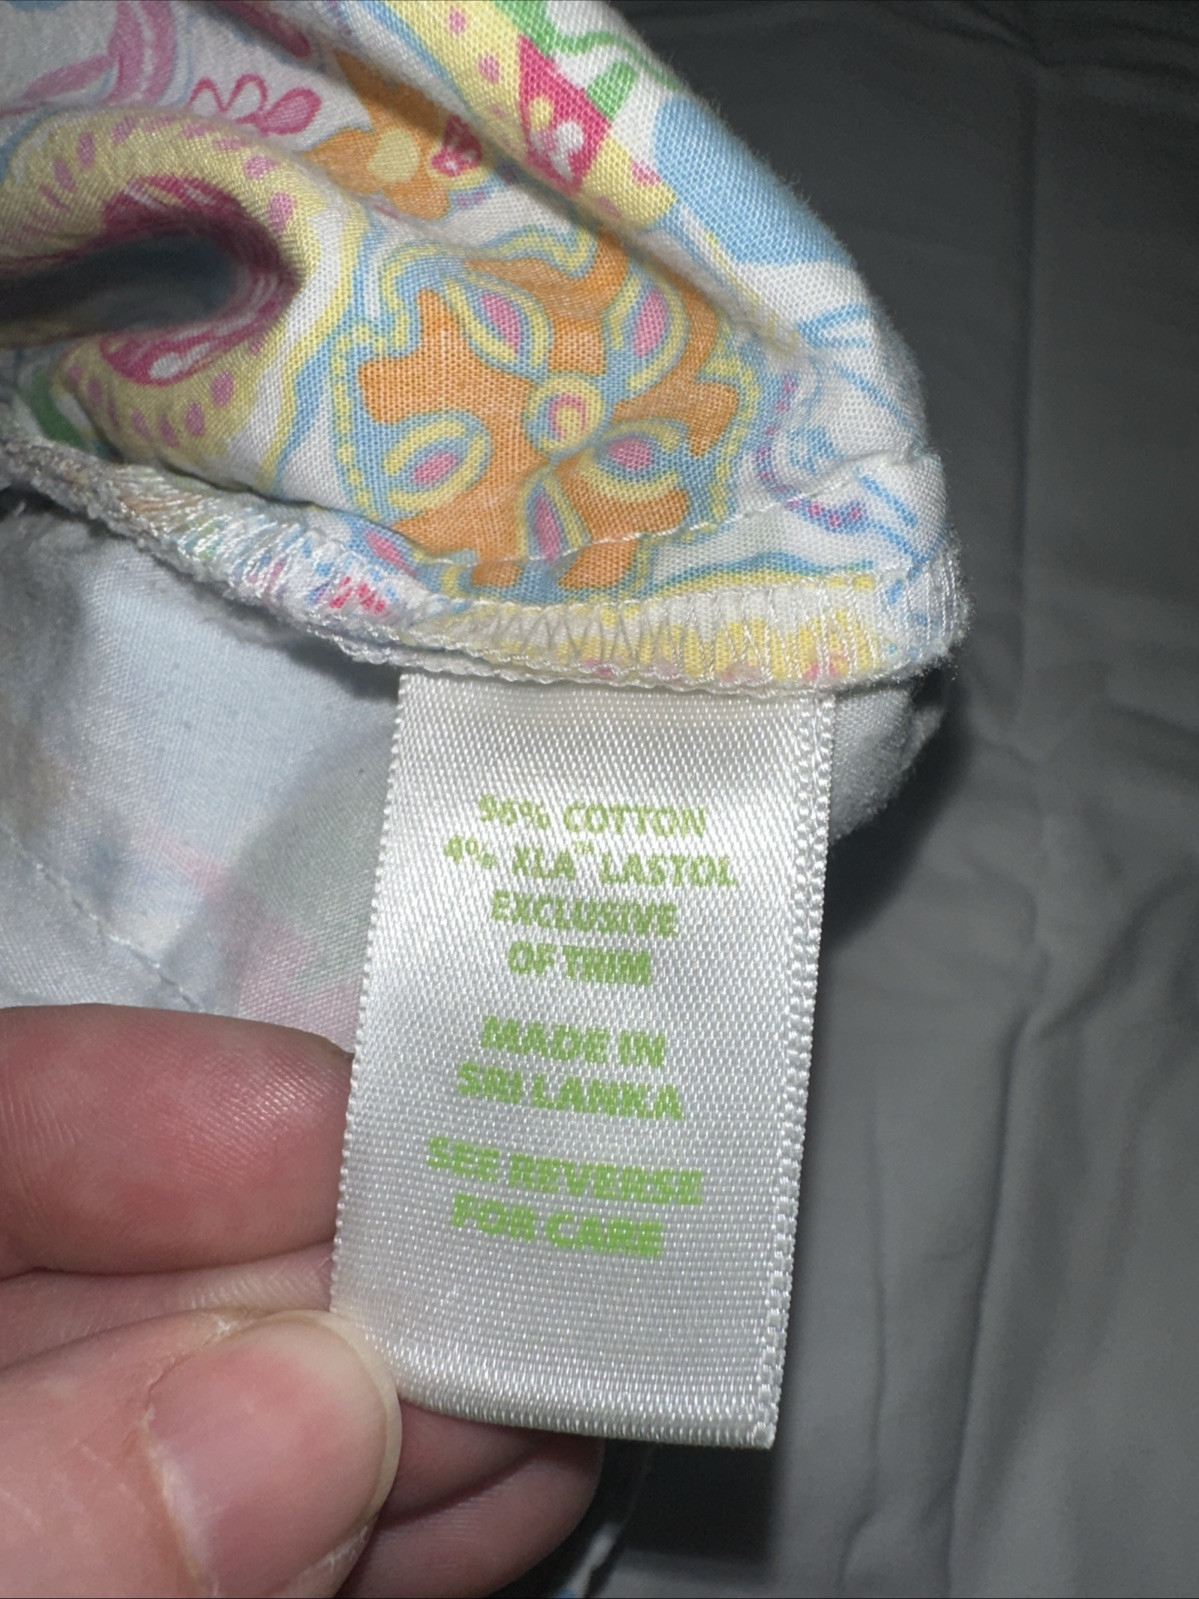 96% COTTON
4% XLA™ LASTOL
EXCLUSIVE
OF TRIM
MADE IN
SRI LANKA
SEE REVERSE
FOR CARE